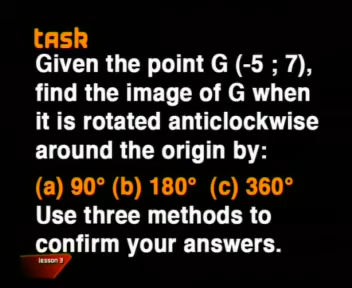 task
Given the point G (-5 ; 7),
find the image of G when
it is rotated anticlockwise
around the origin by:
(a) 90° (b) 180° (c) 360°
Use three methods to
confirm your answers.
lesson 3